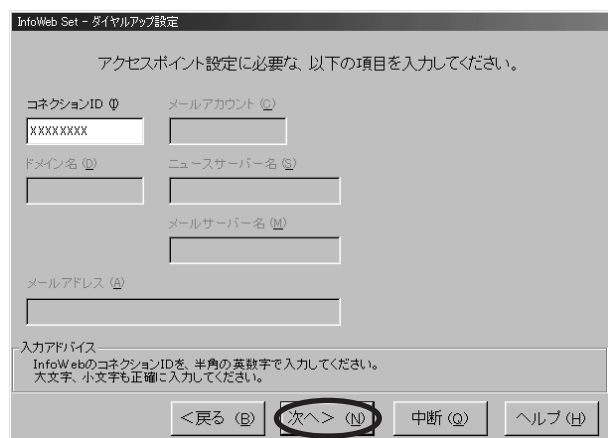 InfoWeb Set - ダイヤルアップ設定
アクセスポイント設定に必要な、以下の項目を入力してください。
コネクションID (I) メールアカウント (C)
XXXXXXXX
ドメイン名 (D) ニュースサーバー名 (S)
メールサーバー名 (M)
メールアドレス (A)
入力アドバイス
InfoWebのコネクションIDを、半角の英数字で入力してください。
大文字、小文字も正確に入力してください。
<戻る (B) 次へ> (N) 中断 (Q) ヘルプ (H)